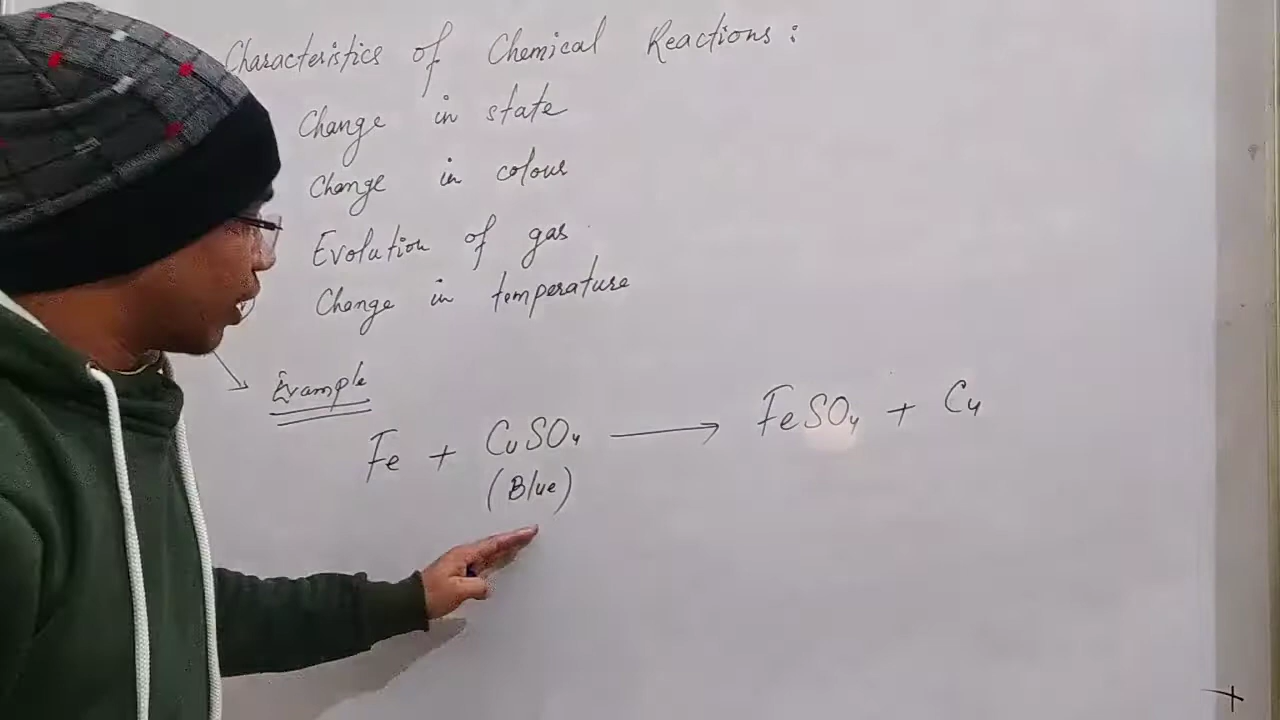 Characteristics of Chemical Reactions :
Change in state
Change in colour
Evolution of gas
Change in temperature
Example
Fe + CuSO₄ ⟶ FeSO₄ + Cu
(Blue)